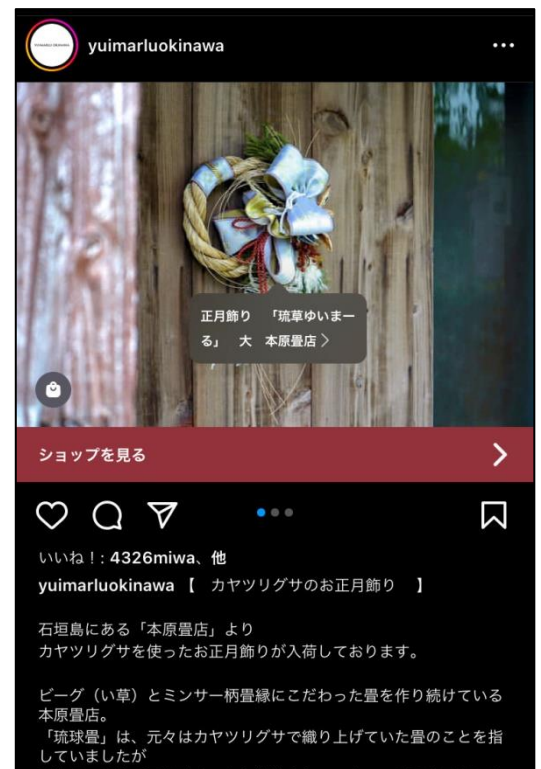 yuimarluokinawa
正月飾り　「琉草ゆいまー
る」　大　本原畳店
ショップを見る
いいね！: 4326miwa、他
yuimarluokinawa 【　カヤツリグサのお正月飾り　】
石垣島にある「本原畳店」より
カヤツリグサを使ったお正月飾りが入荷しております。
ビーグ（い草）とミンサー柄畳縁にこだわった畳を作り続けている
本原畳店。
「琉球畳」は、元々はカヤツリグサで織り上げていた畳のことを指
していましたが